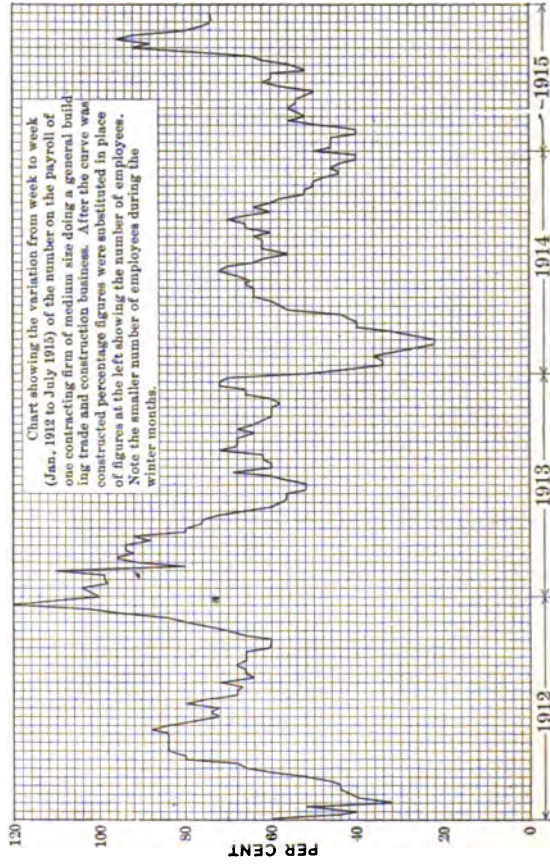 Chart showing the variation from week to week
(Jan, 1912 to July 1915) of the number on the payroll of
one contracting firm of medium size doing a general build
ing trade and construction business. After the curve was
constructed percentage figures were substituted in place
of figures at the left showing the number of employees.
Note the smaller number of employees during the
winter months.
PER CENT
120
100
80
60
40
20
0
1912
1913
1914
1915